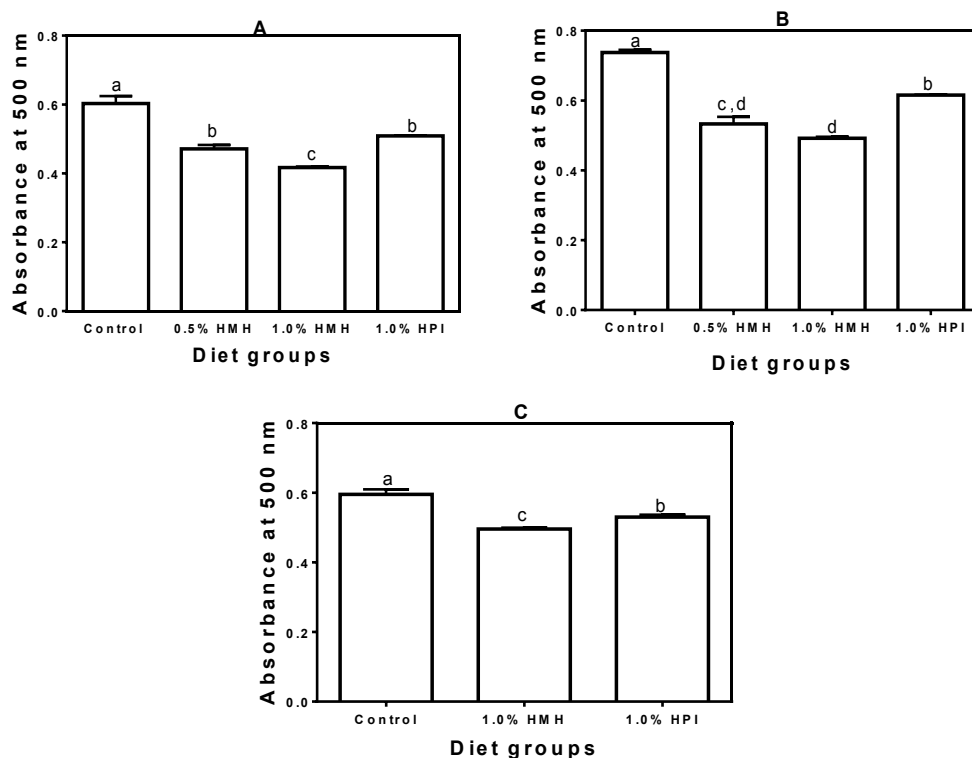 A
Absorbance at 500 nm
0.8
0.6
0.4
0.2
0.0
a
b
c
b
Control 0.5% HMH 1.0% HMH 1.0% HPI
Diet groups
B
Absorbance at 500 nm
0.8
0.6
0.4
0.2
0.0
a
c,d
d
b
Control 0.5% HMH 1.0% HMH 1.0% HPI
Diet groups
C
Absorbance at 500 nm
0.8
0.6
0.4
0.2
0.0
a
c
b
Control 1.0% HMH 1.0% HPI
Diet groups